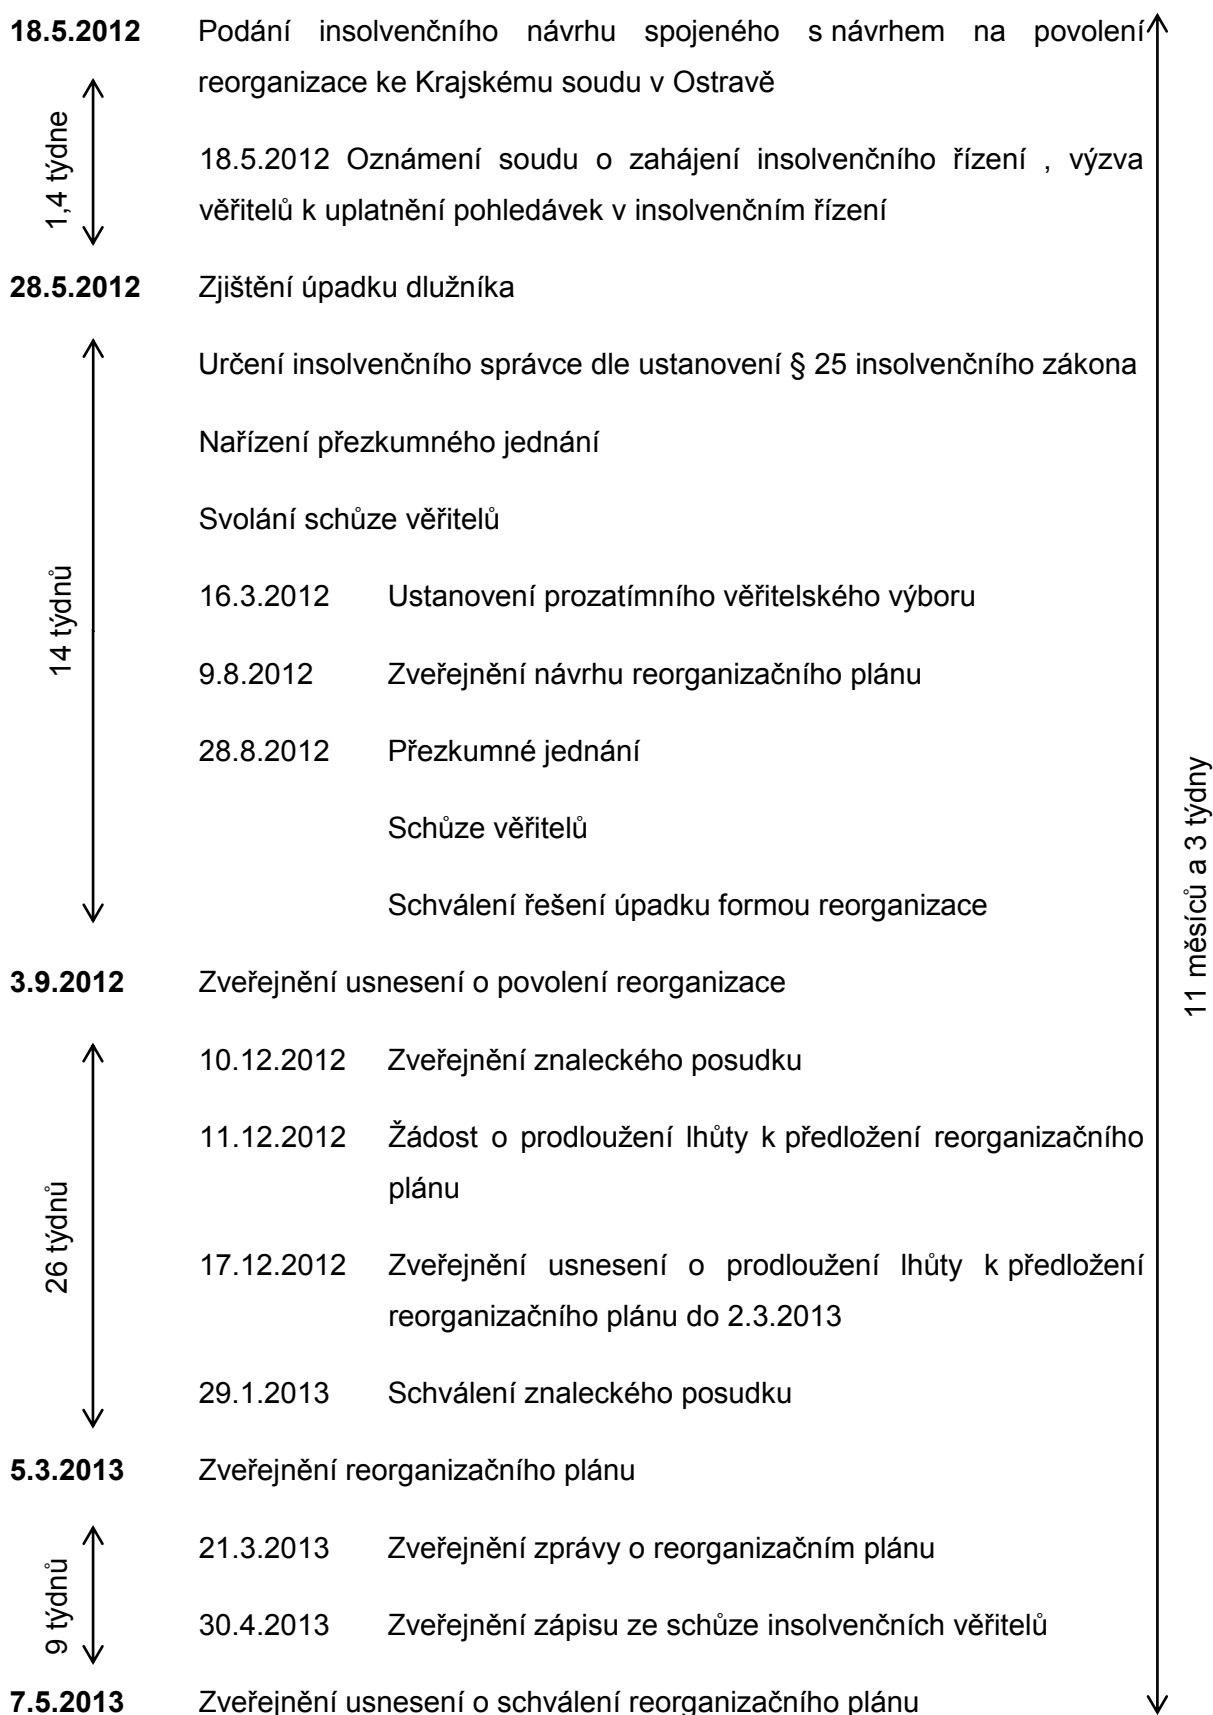 18.5.2012 Podání insolvenčního návrhu spojeného s návrhem na povolení
reorganizace ke Krajskému soudu v Ostravě
1,4 týdne
18.5.2012 Oznámení soudu o zahájení insolvenčního řízení , výzva
věřitelů k uplatnění pohledávek v insolvenčním řízení
28.5.2012 Zjištění úpadku dlužníka
Určení insolvenčního správce dle ustanovení § 25 insolvenčního zákona
Nařízení přezkumného jednání
Svolání schůze věřitelů
14 týdnů
16.3.2012 Ustanovení prozatímního věřitelského výboru
9.8.2012 Zveřejnění návrhu reorganizačního plánu
28.8.2012 Přezkumné jednání
Schůze věřitelů
Schválení řešení úpadku formou reorganizace
11 měsíců a 3 týdny
3.9.2012 Zveřejnění usnesení o povolení reorganizace
10.12.2012 Zveřejnění znaleckého posudku
11.12.2012 Žádost o prodloužení lhůty k předložení reorganizačního
plánu
26 týdnů
17.12.2012 Zveřejnění usnesení o prodloužení lhůty k předložení
reorganizačního plánu do 2.3.2013
29.1.2013 Schválení znaleckého posudku
5.3.2013 Zveřejnění reorganizačního plánu
21.3.2013 Zveřejnění zprávy o reorganizačním plánu
9 týdnů
30.4.2013 Zveřejnění zápisu ze schůze insolvenčních věřitelů
7.5.2013 Zveřejnění usnesení o schválení reorganizačního plánu